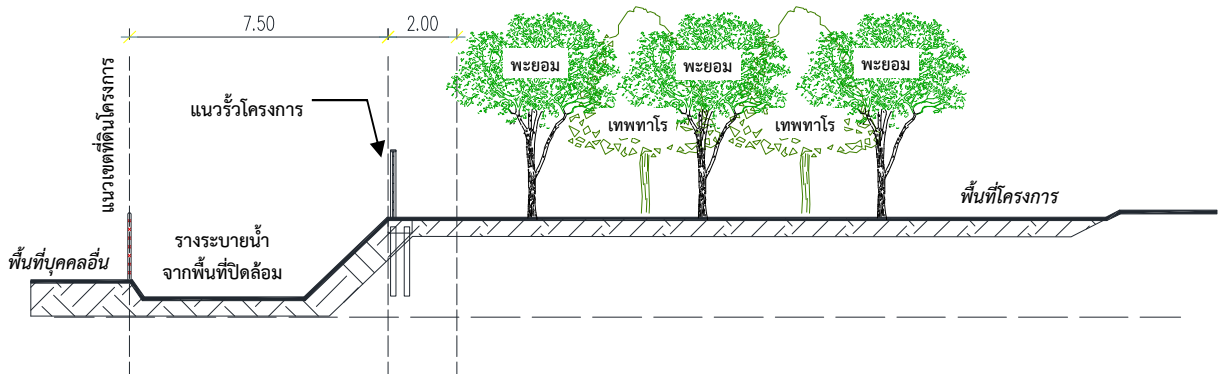 7.50
2.00
พะยอม
พะยอม
พะยอม
แนวรั้วโครงการ
เทพทาโร
เทพทาโร
แนวเขตที่ดินโครงการ
พื้นที่โครงการ
รางระบายน้ำ
จากพื้นที่ปิดล้อม
พื้นที่บุคคลอื่น